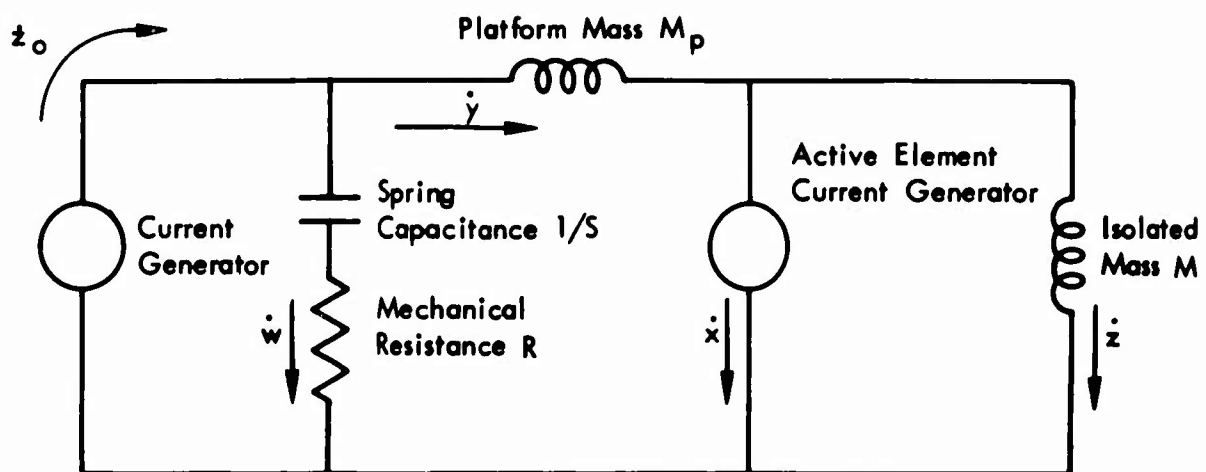 ż₀
Platform Mass Mₚ
ẏ
Active Element
Current Generator
Spring
Capacitance 1/S
Current
Generator
Isolated
Mass M
Mechanical
Resistance R
ẇ
ẋ
ż